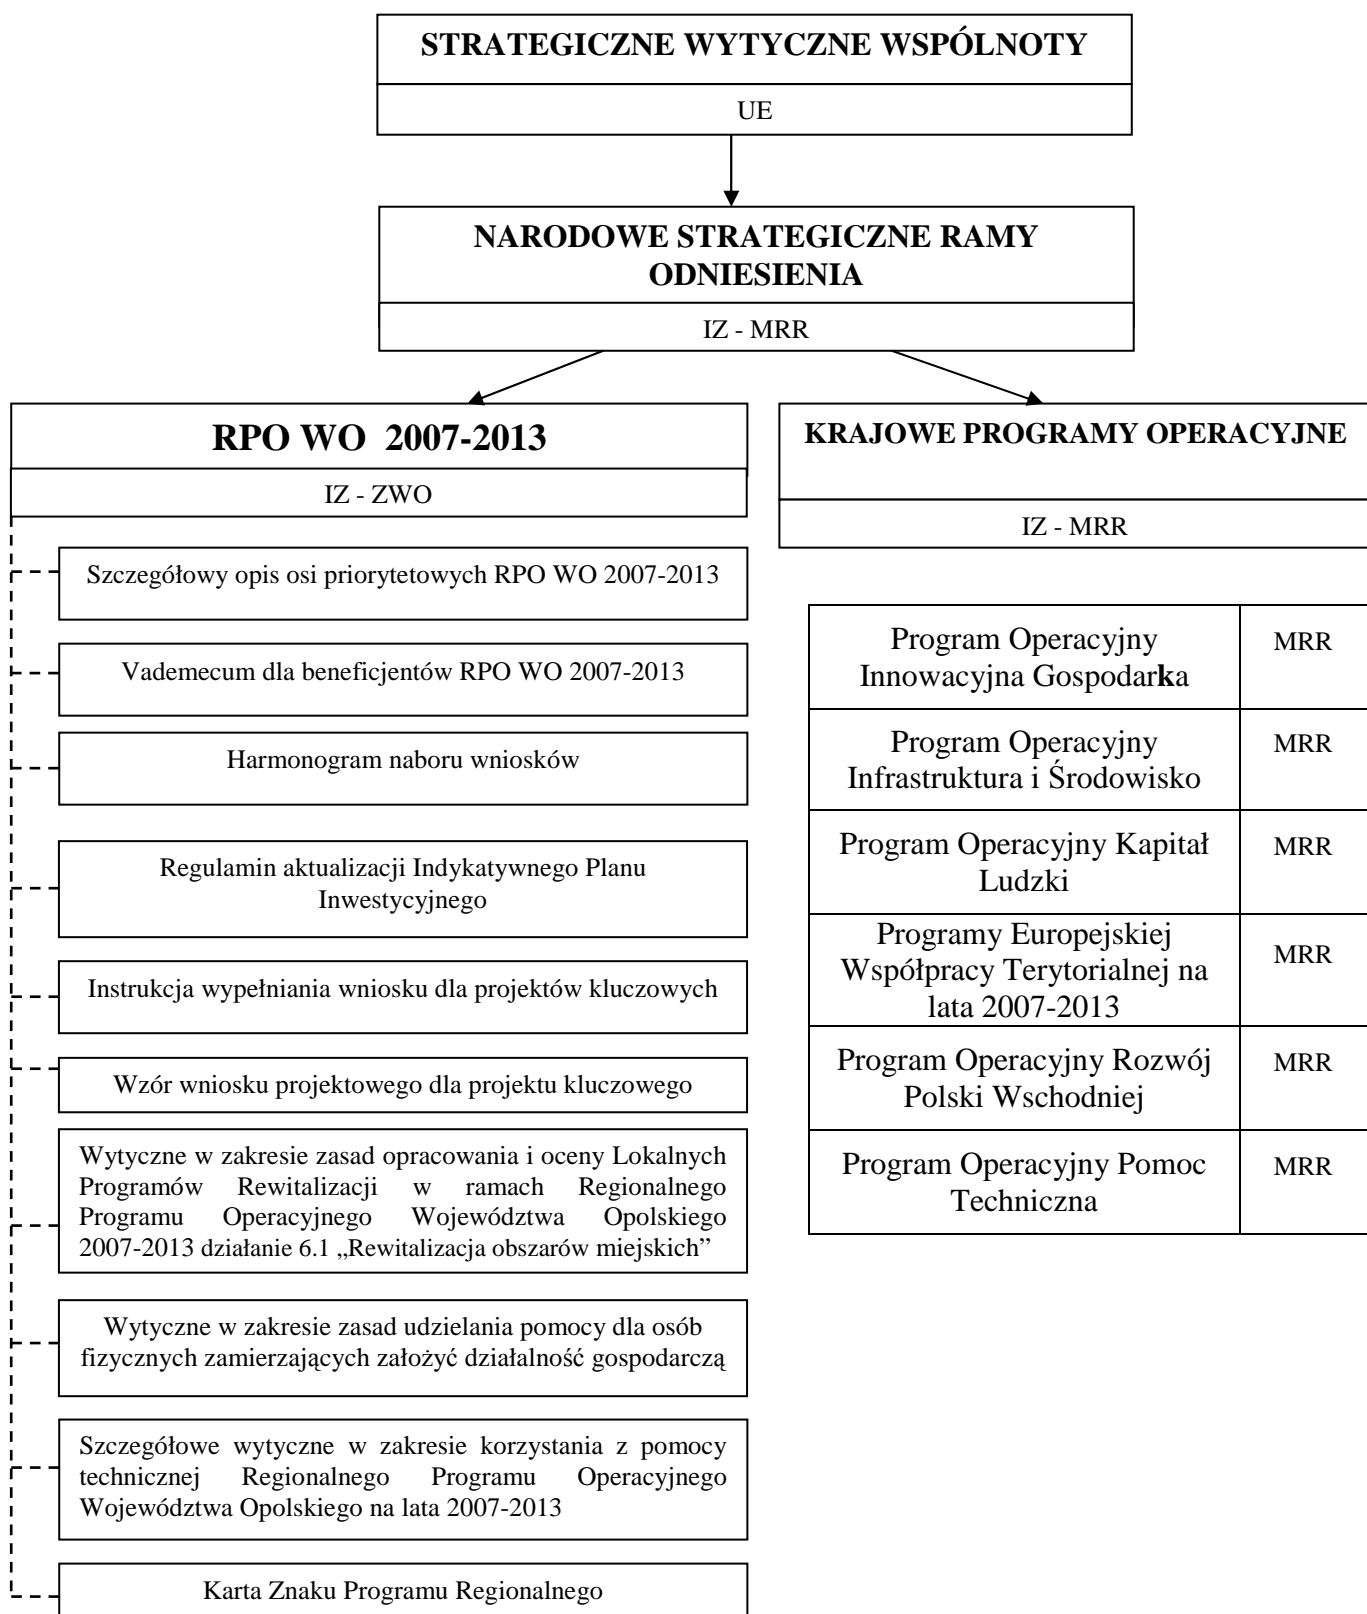 STRATEGICZNE WYTYCZNE WSPÓLNOTY
UE
NARODOWE STRATEGICZNE RAMY
ODNIESIENIA
IZ - MRR
RPO WO 2007-2013
IZ - ZWO
Szczegółowy opis osi priorytetowych RPO WO 2007-2013
Vademecum dla beneficjentów RPO WO 2007-2013
Harmonogram naboru wniosków
Regulamin aktualizacji Indykatywnego Planu
Inwestycyjnego
Instrukcja wypełniania wniosku dla projektów kluczowych
Wzór wniosku projektowego dla projektu kluczowego
Wytyczne w zakresie zasad opracowania i oceny Lokalnych
Programów Rewitalizacji w ramach Regionalnego
Programu Operacyjnego Województwa Opolskiego
2007-2013 działanie 6.1 „Rewitalizacja obszarów miejskich”
Wytyczne w zakresie zasad udzielania pomocy dla osób
fizycznych zamierzających założyć działalność gospodarczą
Szczegółowe wytyczne w zakresie korzystania z pomocy
technicznej Regionalnego Programu Operacyjnego
Województwa Opolskiego na lata 2007-2013
Karta Znaku Programu Regionalnego
KRAJOWE PROGRAMY OPERACYJNE
IZ - MRR
Program Operacyjny
Innowacyjna Gospodarka
MRR
Program Operacyjny
Infrastruktura i Środowisko
MRR
Program Operacyjny Kapitał
Ludzki
MRR
Programy Europejskiej
Współpracy Terytorialnej na
lata 2007-2013
MRR
Program Operacyjny Rozwój
Polski Wschodniej
MRR
Program Operacyjny Pomoc
Techniczna
MRR